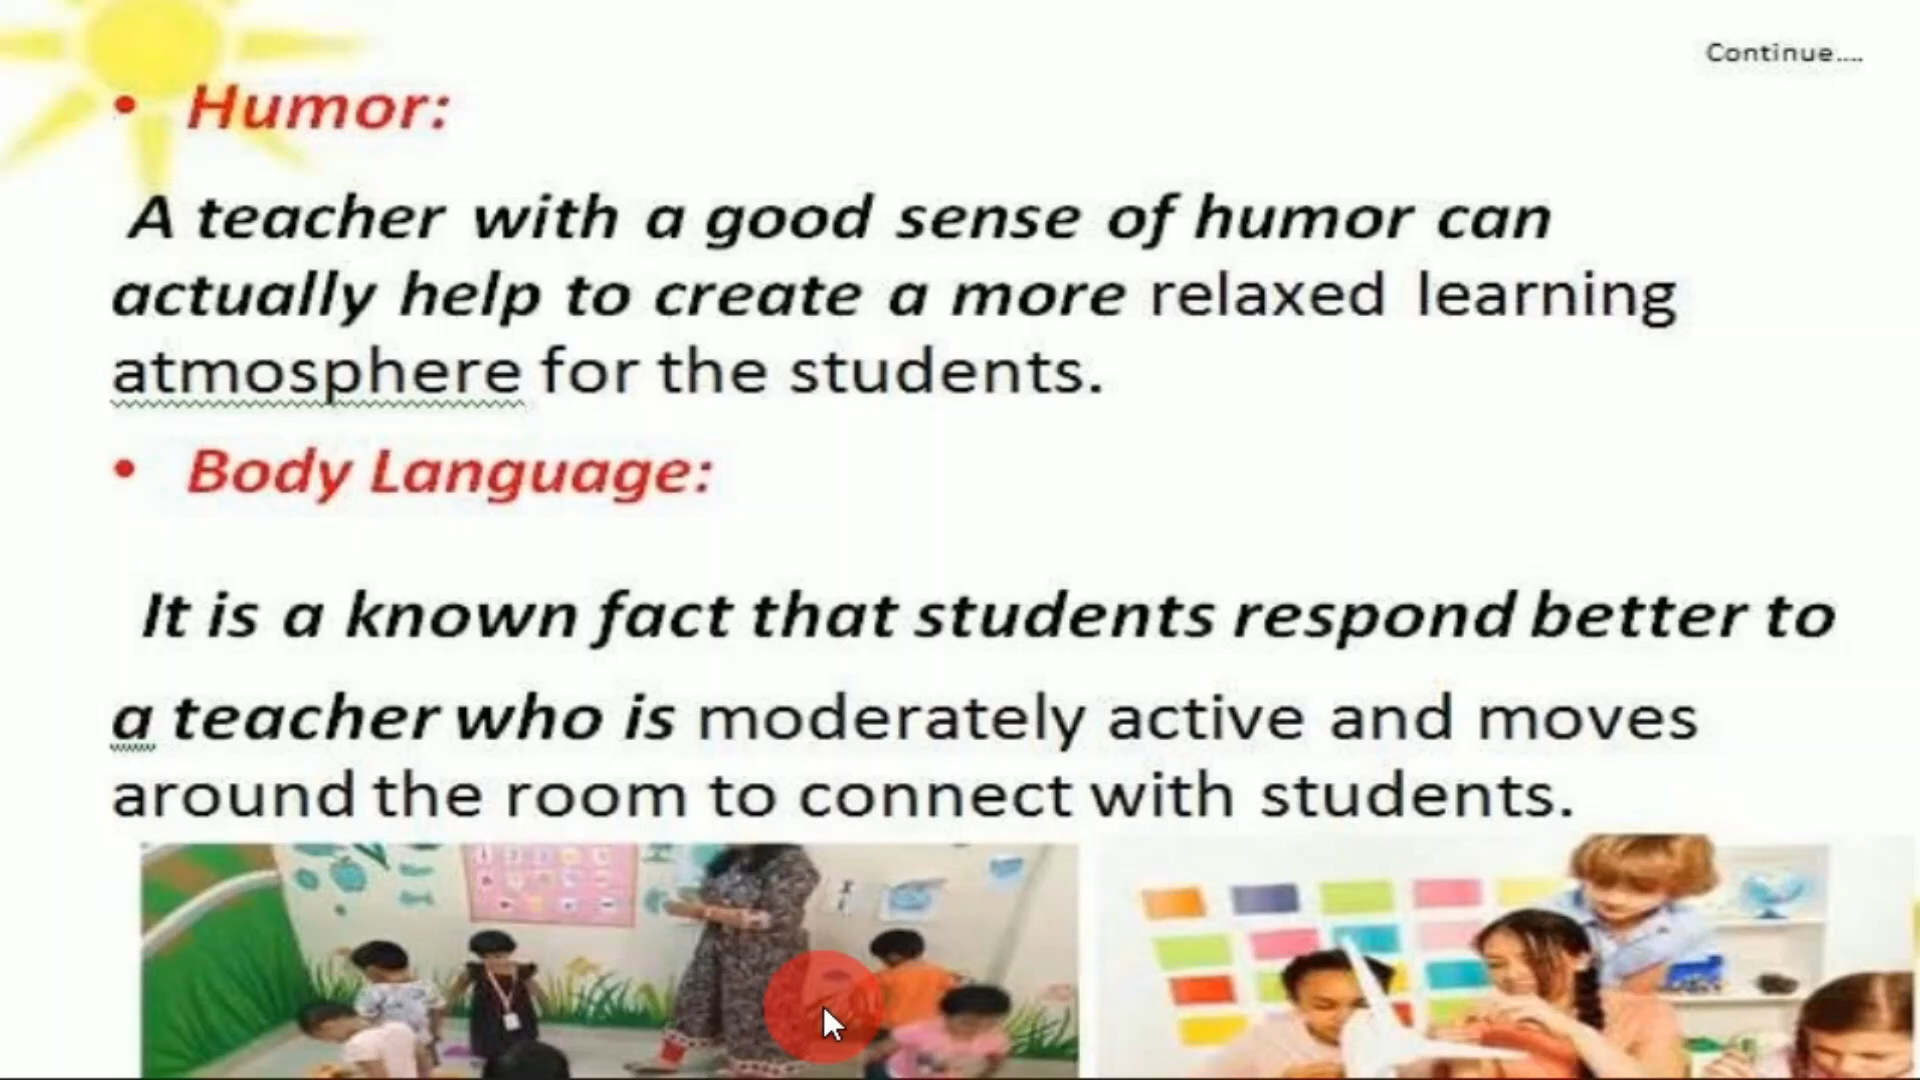 Continue....
• Humor:
A teacher with a good sense of humor can
actually help to create a more relaxed learning
atmosphere for the students.
• Body Language:
It is a known fact that students respond better to
a teacher who is moderately active and moves
around the room to connect with students.